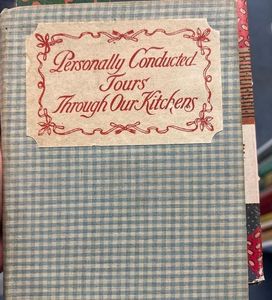 Personally Conducted
Tours
Through Our Kitchens